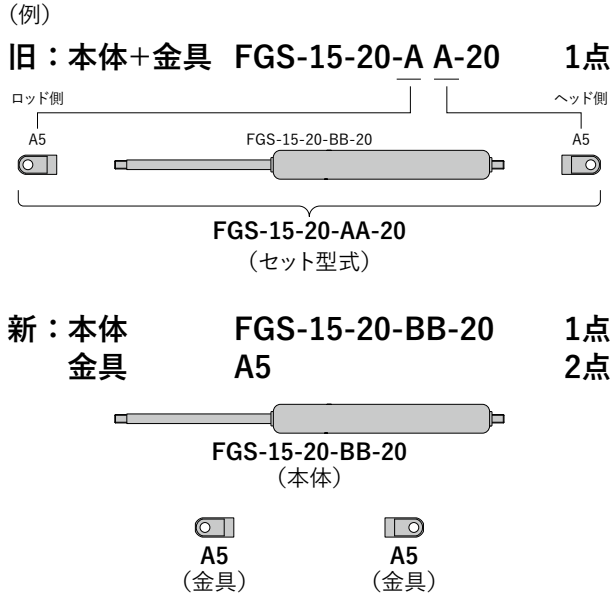 (例)
旧：本体+金具 FGS-15-20-A A-20 1点
ロッド側 ヘッド側
A5 FGS-15-20-BB-20 A5
FGS-15-20-AA-20
(セット型式)
新：本体 FGS-15-20-BB-20 1点
金具 A5 2点
FGS-15-20-BB-20
(本体)
A5 A5
(金具) (金具)